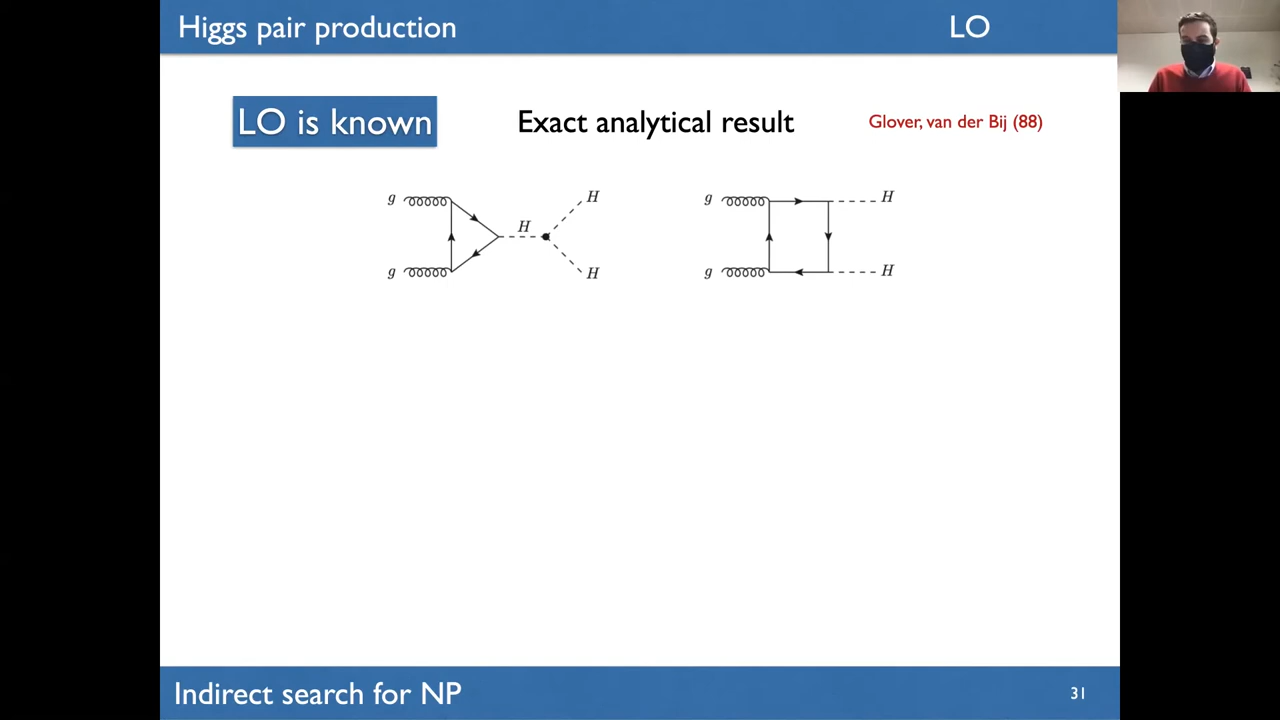 Higgs pair production LO
LO is known Exact analytical result Glover, van der Bij (88)
g H g H
H
g H g H
Indirect search for NP 31